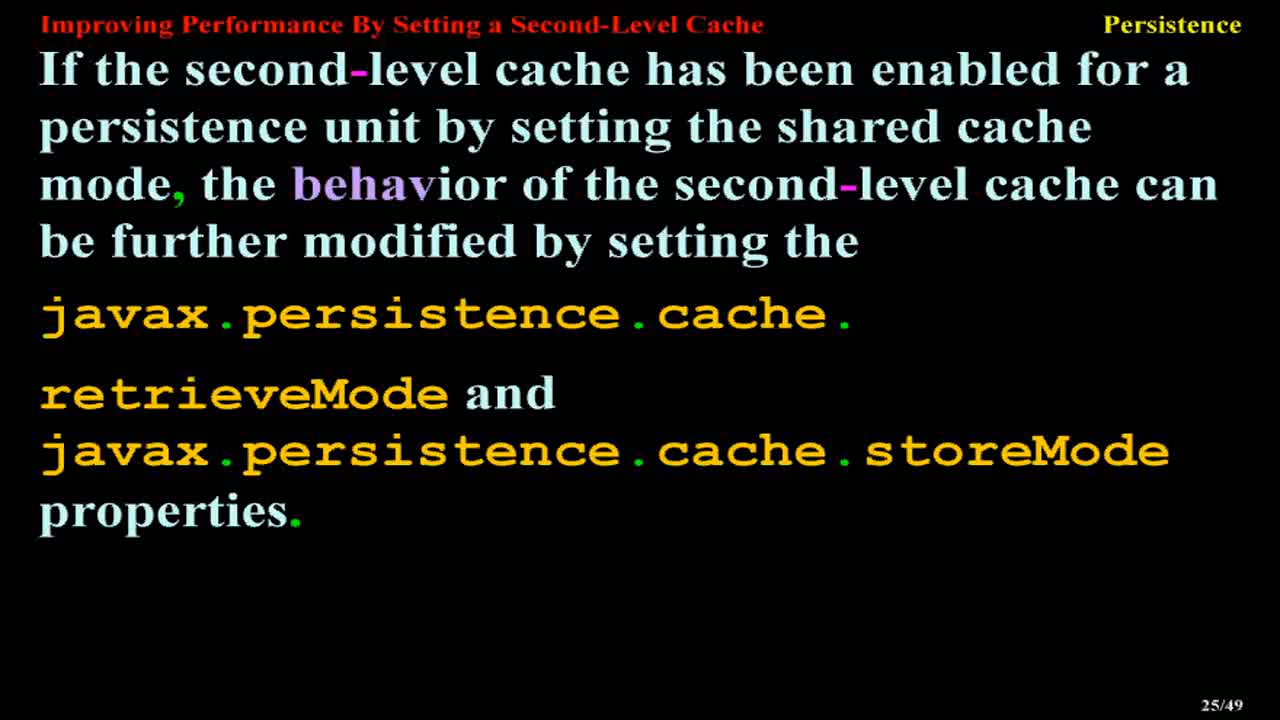 Improving Performance By Setting a Second-Level Cache Persistence
If the second-level cache has been enabled for a
persistence unit by setting the shared cache
mode, the behavior of the second-level cache can
be further modified by setting the
javax.persistence.cache.
retrieveMode and
javax.persistence.cache.storeMode
properties.
25/49